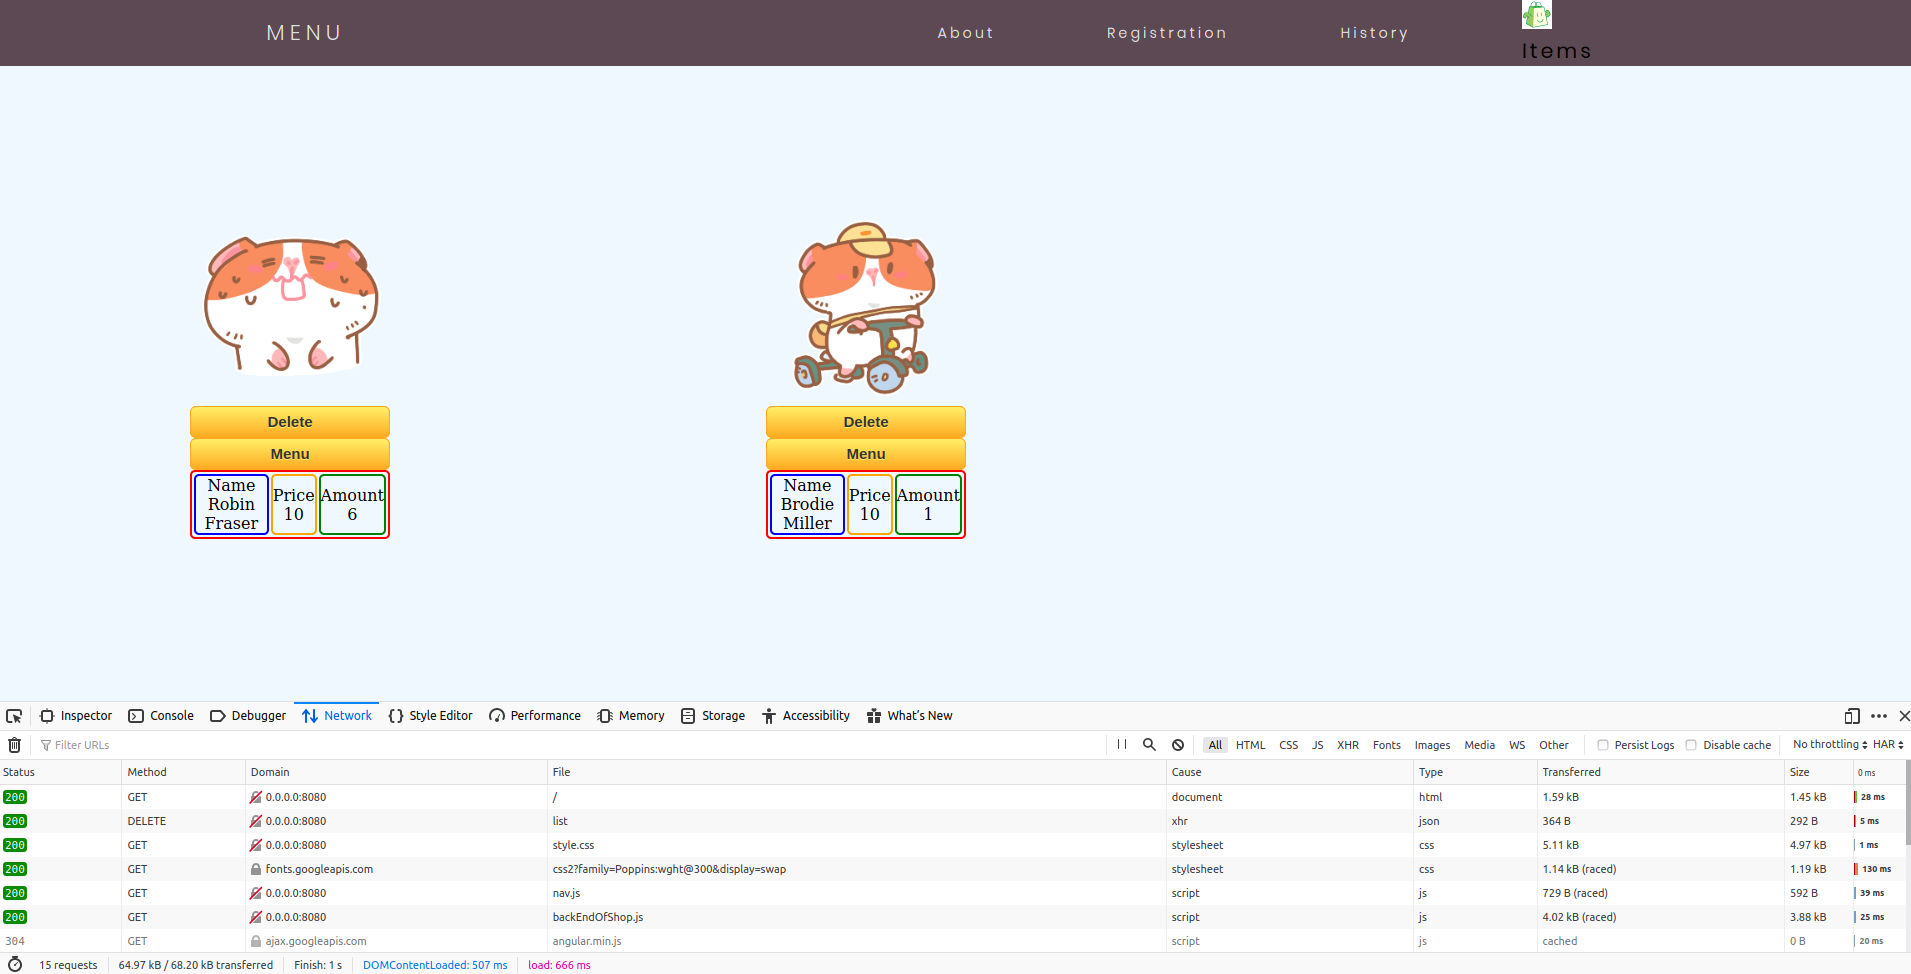 MENU
About
Registration
History
Items
Delete
Menu
Name
Robin
Fraser
Price
10
Amount
6
Delete
Menu
Name
Brodie
Miller
Price
10
Amount
1
Inspector Console Debugger Network Style Editor Performance Memory Storage Accessibility What's New
Filter URLs All HTML CSS JS XHR Fonts Images Media WS Other Persist Logs Disable cache No throttling HAR
Status Method Domain File Cause Type Transferred Size 0 ms
200 GET 0.0.0.0:8080 / document html 1.59 kB 1.45 kB 28 ms
200 DELETE 0.0.0.0:8080 list xhr json 364 B 292 B 5 ms
200 GET 0.0.0.0:8080 style.css stylesheet css 5.11 kB 4.97 kB 1 ms
200 GET fonts.googleapis.com css2?family=Poppins:wght@300&display=swap stylesheet css 1.14 kB (raced) 1.19 kB 130 ms
200 GET 0.0.0.0:8080 nav.js script js 729 B (raced) 592 B 39 ms
200 GET 0.0.0.0:8080 backEndOfShop.js script js 4.02 kB (raced) 3.88 kB 25 ms
304 GET ajax.googleapis.com angular.min.js script js cached 0 B 20 ms
15 requests 64.97 kB / 68.20 kB transferred Finish: 1 s DOMContentLoaded: 507 ms load: 666 ms